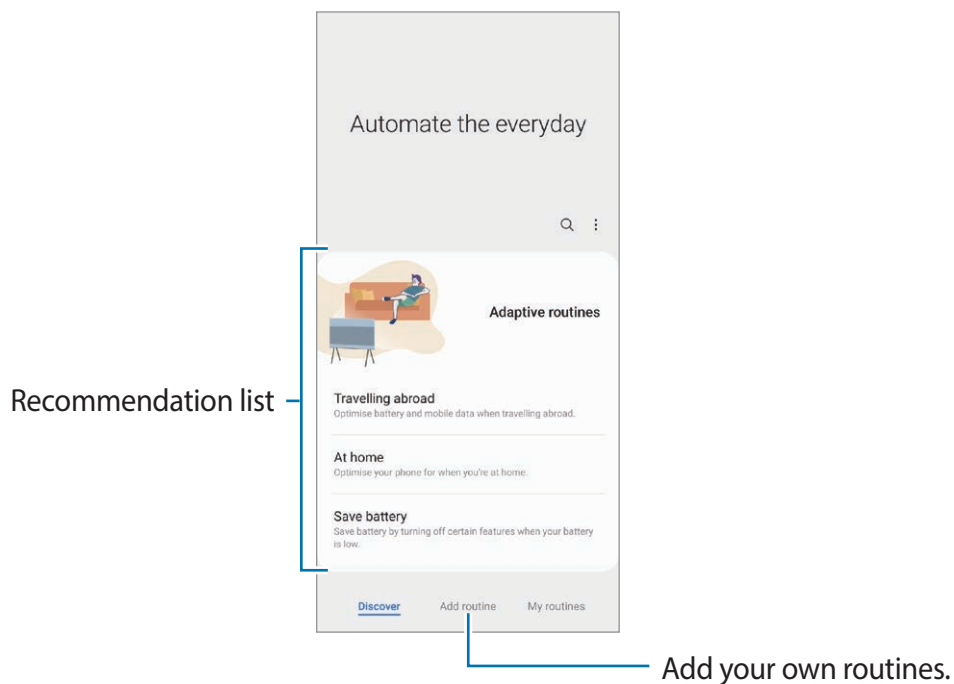 Automate the everyday
Adaptive routines
Recommendation list
Travelling abroad
Optimise battery and mobile data when travelling abroad.
At home
Optimise your phone for when you're at home.
Save battery
Save battery by turning off certain features when your battery
is low.
Discover
Add routine
My routines
Add your own routines.